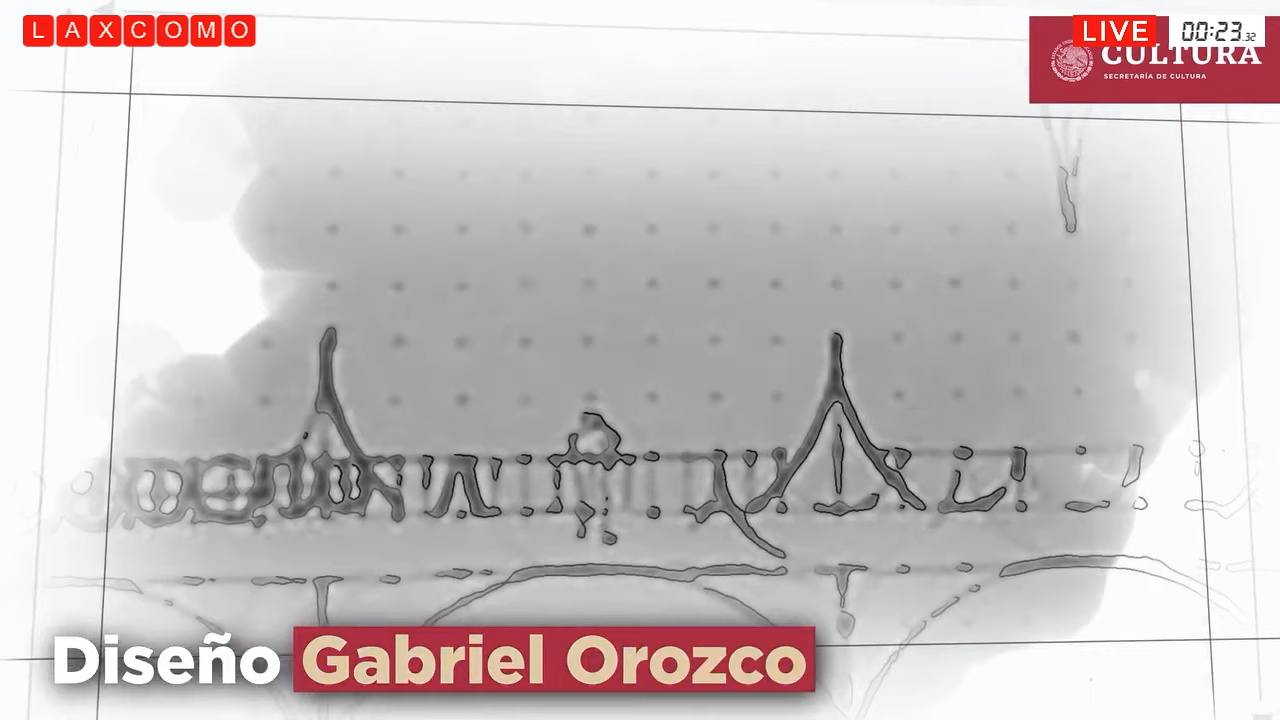 LAXCOMO
LIVE 00:23.32
CULTURA
SECRETARÍA DE CULTURA
Diseño Gabriel Orozco